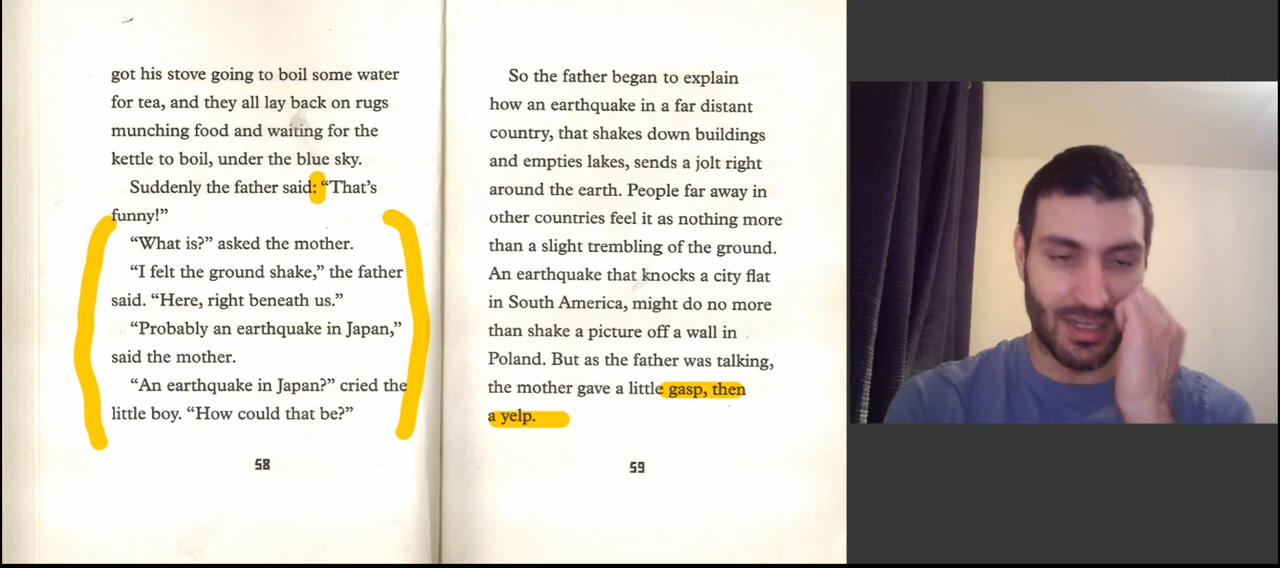 got his stove going to boil some water
for tea, and they all lay back on rugs
munching food and waiting for the
kettle to boil, under the blue sky.
Suddenly the father said: “That’s
funny!”
“What is?” asked the mother.
“I felt the ground shake,” the father
said. “Here, right beneath us.”
“Probably an earthquake in Japan,”
said the mother.
“An earthquake in Japan?” cried the
little boy. “How could that be?”
58
So the father began to explain
how an earthquake in a far distant
country, that shakes down buildings
and empties lakes, sends a jolt right
around the earth. People far away in
other countries feel it as nothing more
than a slight trembling of the ground.
An earthquake that knocks a city flat
in South America, might do no more
than shake a picture off a wall in
Poland. But as the father was talking,
the mother gave a little gasp, then
a yelp.
59